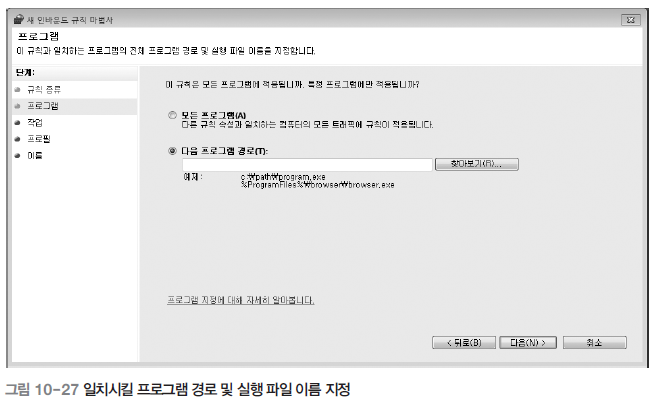 새 인바운드 규칙 마법사
프로그램
이 규칙과 일치하는 프로그램의 전체 프로그램 경로 및 실행 파일 이름을 지정합니다.
단계:
규칙 종류
프로그램
작업
프로필
이름
이 규칙은 모든 프로그램에 적용됩니까, 특정 프로그램에만 적용됩니까?
모든 프로그램(A)
다른 규칙 속성과 일치하는 컴퓨터의 모든 트래픽에 규칙이 적용됩니다.
다음 프로그램 경로(T):
찾아보기(R)...
예제: c:₩path₩program.exe
%ProgramFiles%₩browser₩browser.exe
프로그램 지정에 대해 자세히 알아봅니다.
< 뒤로(B) 다음(N) > 취소
그림 10-27 일치시킬 프로그램 경로 및 실행 파일 이름 지정